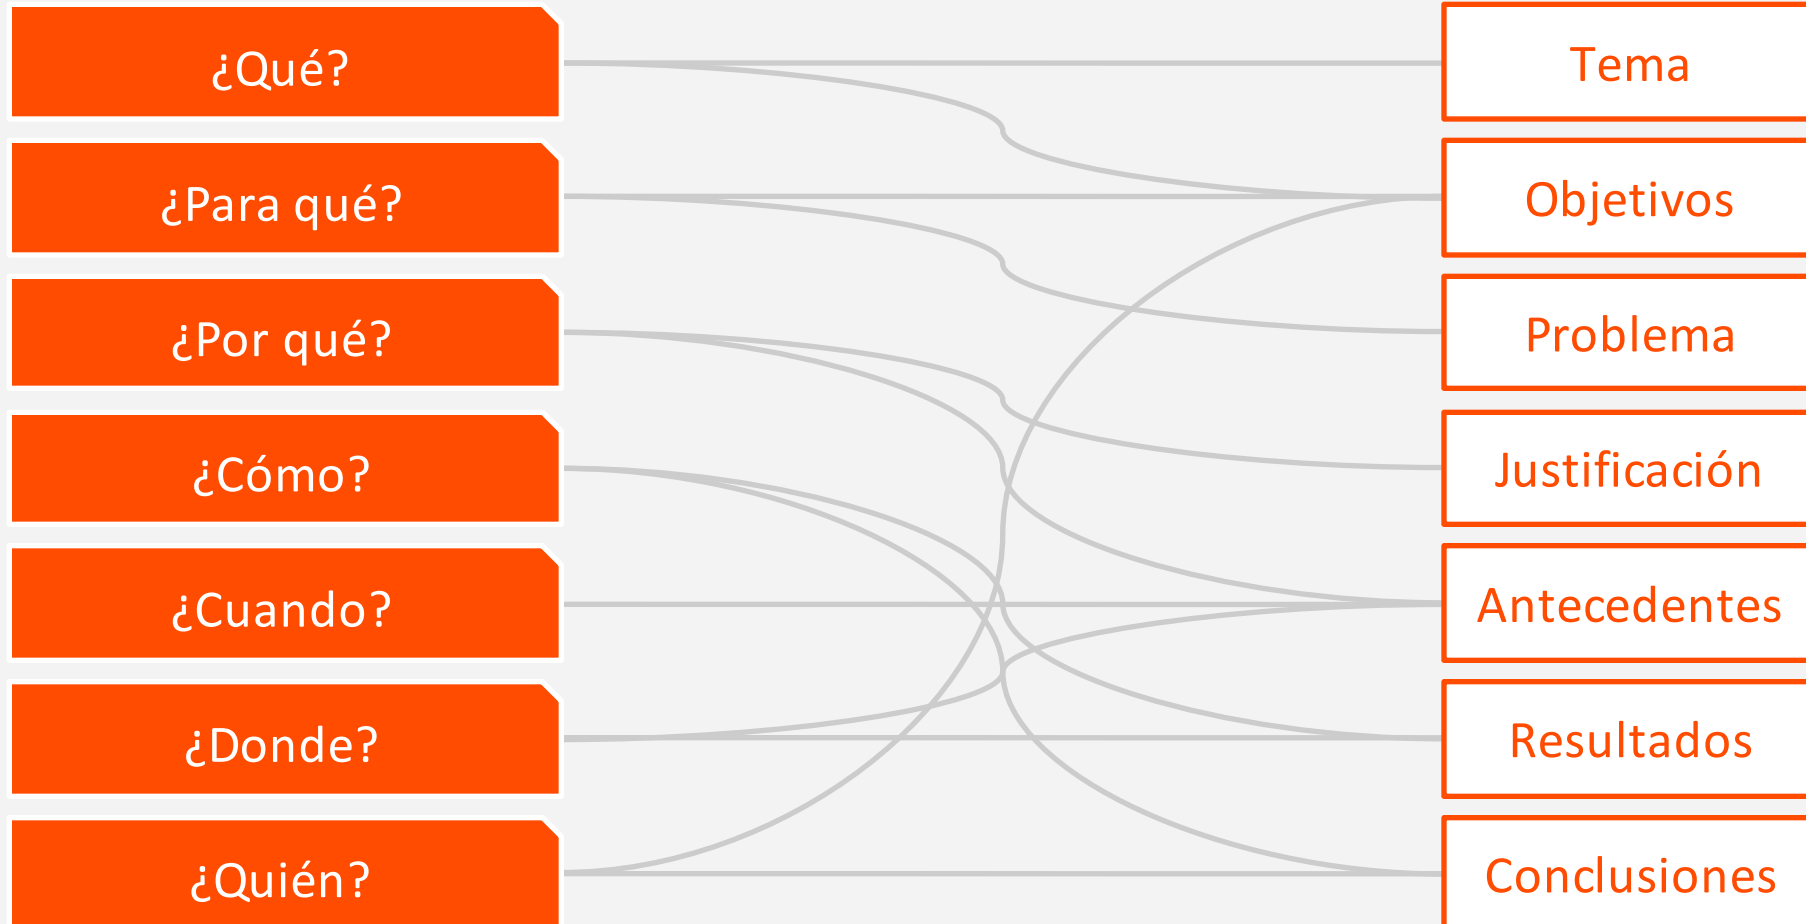 ¿Qué?
Tema
¿Para qué?
Objetivos
¿Por qué?
Problema
¿Cómo?
Justificación
¿Cuando?
Antecedentes
¿Donde?
Resultados
¿Quién?
Conclusiones